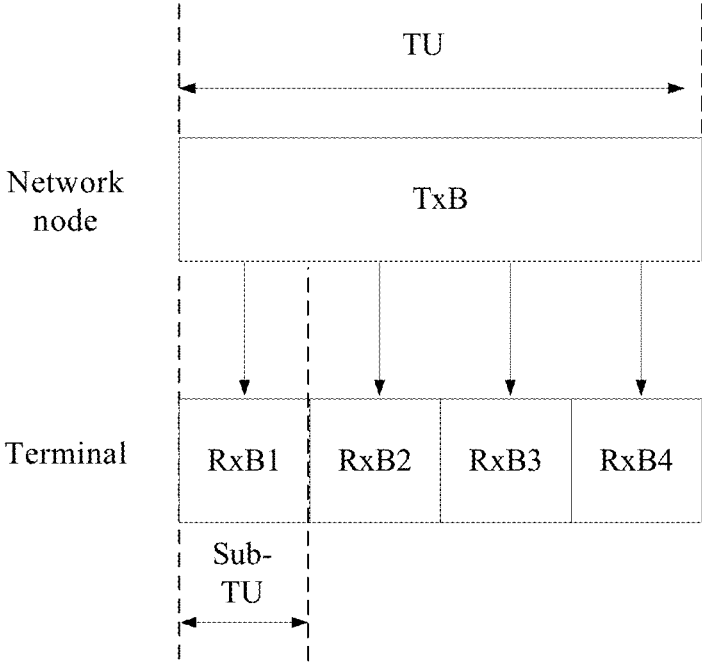 TU
Network
node
TxB
Terminal
RxB1
RxB2
RxB3
RxB4
Sub-
TU